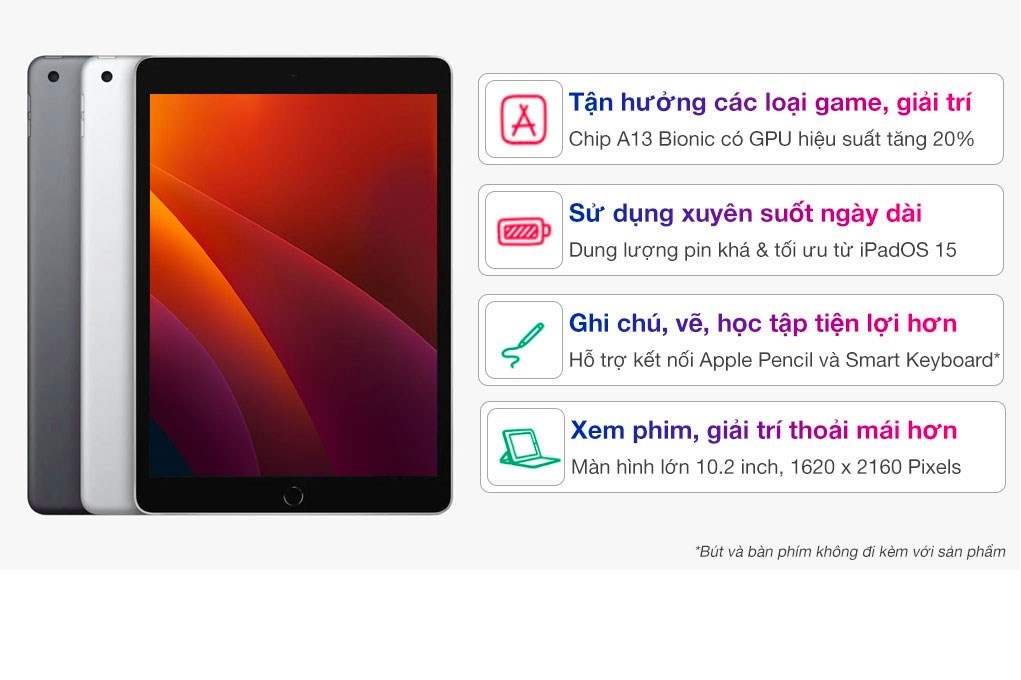 Tận hưởng các loại game, giải trí
Chip A13 Bionic có GPU hiệu suất tăng 20%
Sử dụng xuyên suốt ngày dài
Dung lượng pin khá & tối ưu từ iPadOS 15
Ghi chú, vẽ, học tập tiện lợi hơn
Hỗ trợ kết nối Apple Pencil và Smart Keyboard*
Xem phim, giải trí thoải mái hơn
Màn hình lớn 10.2 inch, 1620 x 2160 Pixels
*Bút và bàn phím không đi kèm với sản phẩm